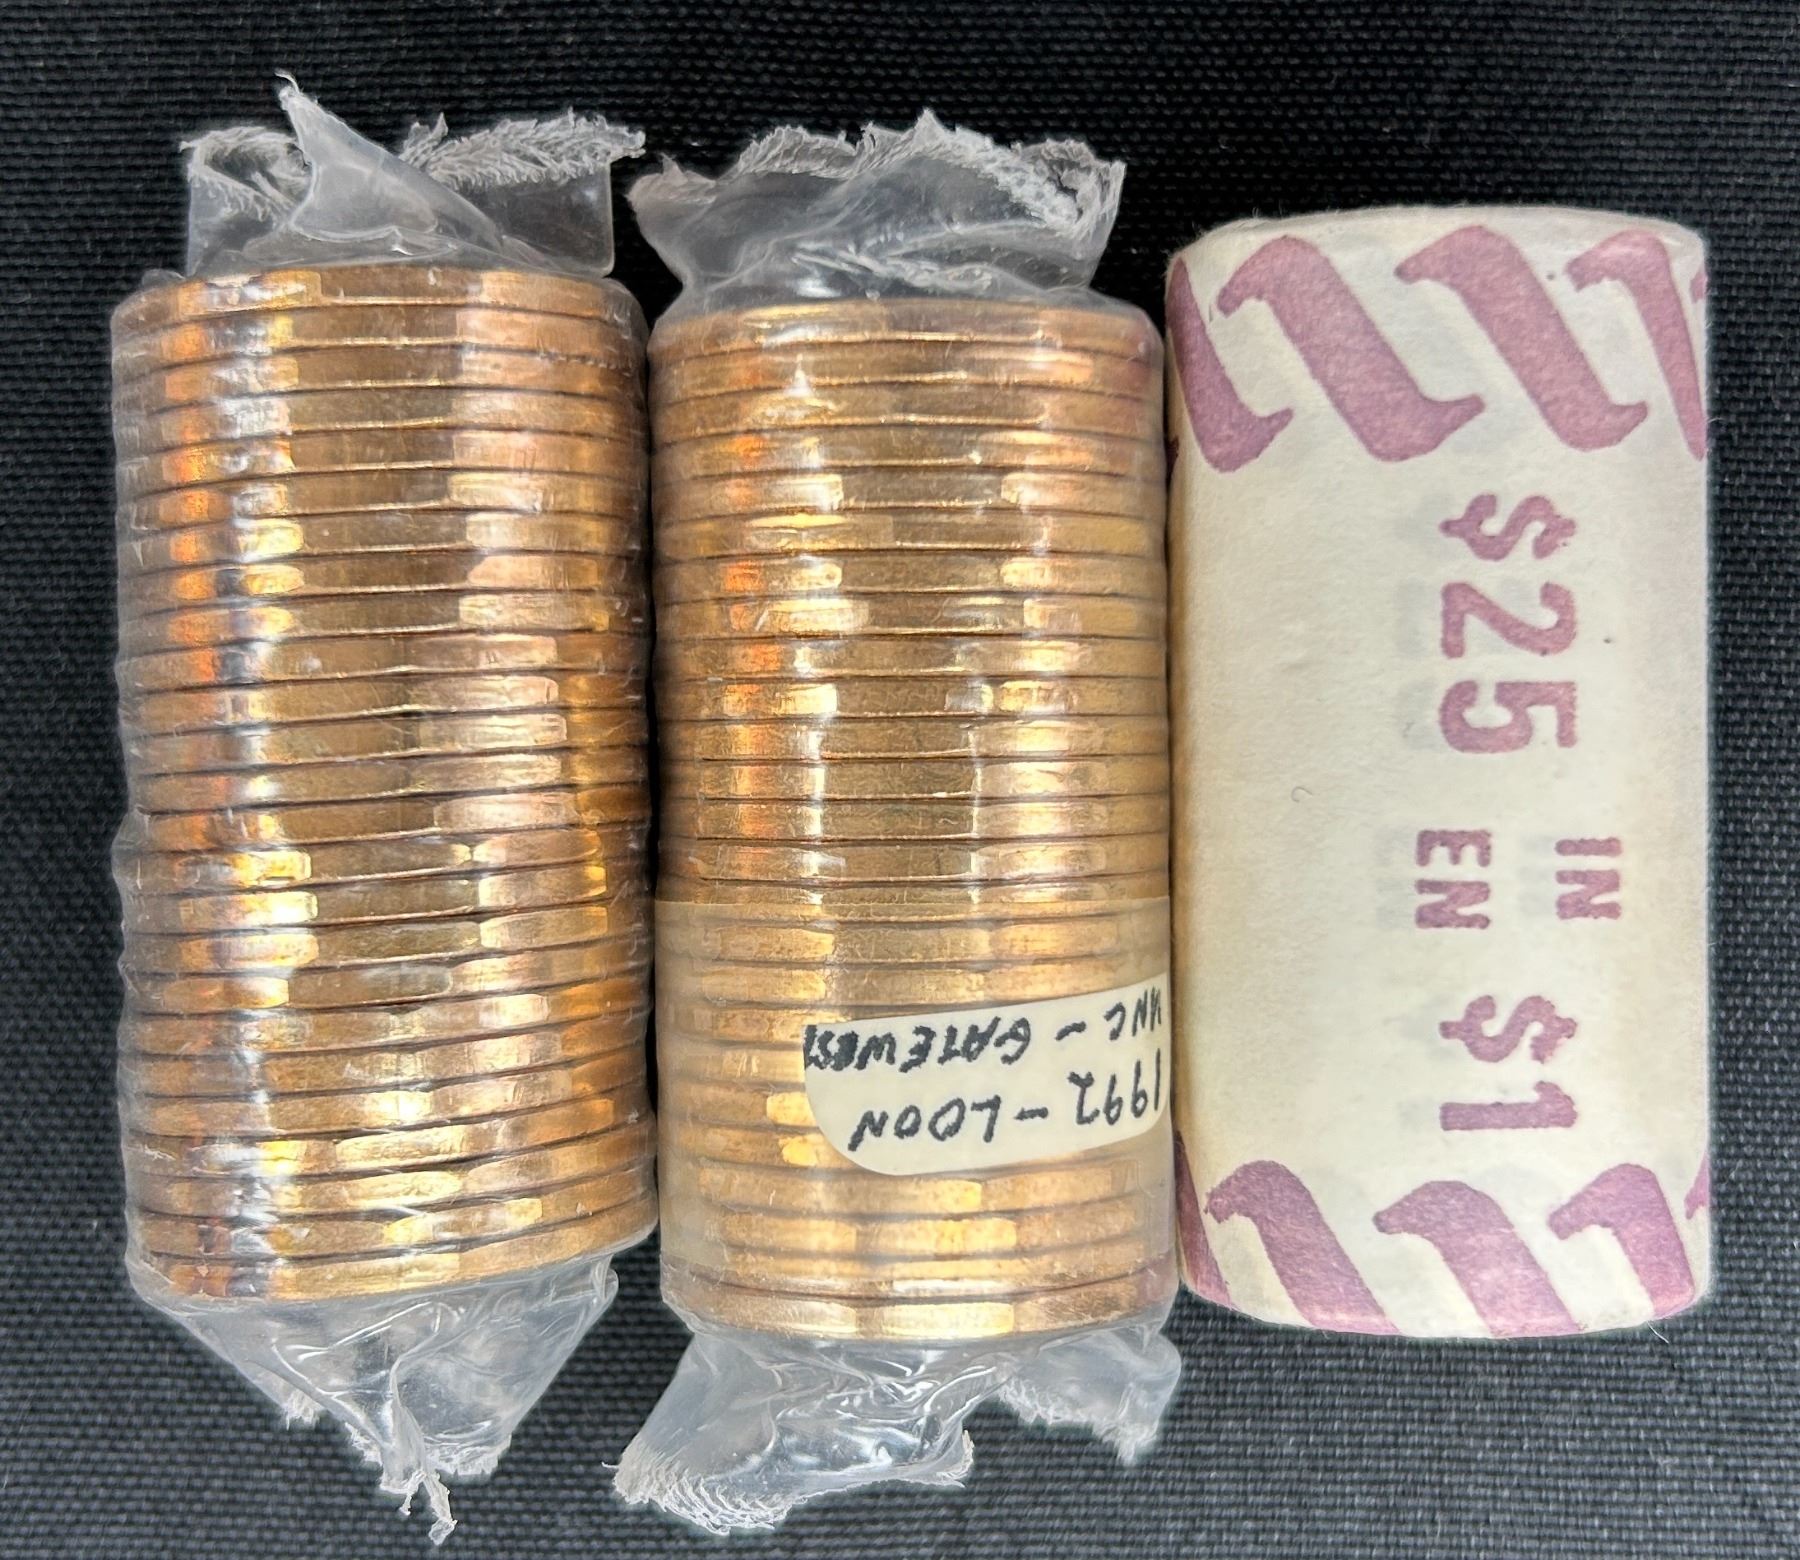 1992 - LOON
UNC - GATEWEST
$25 IN $1
EN